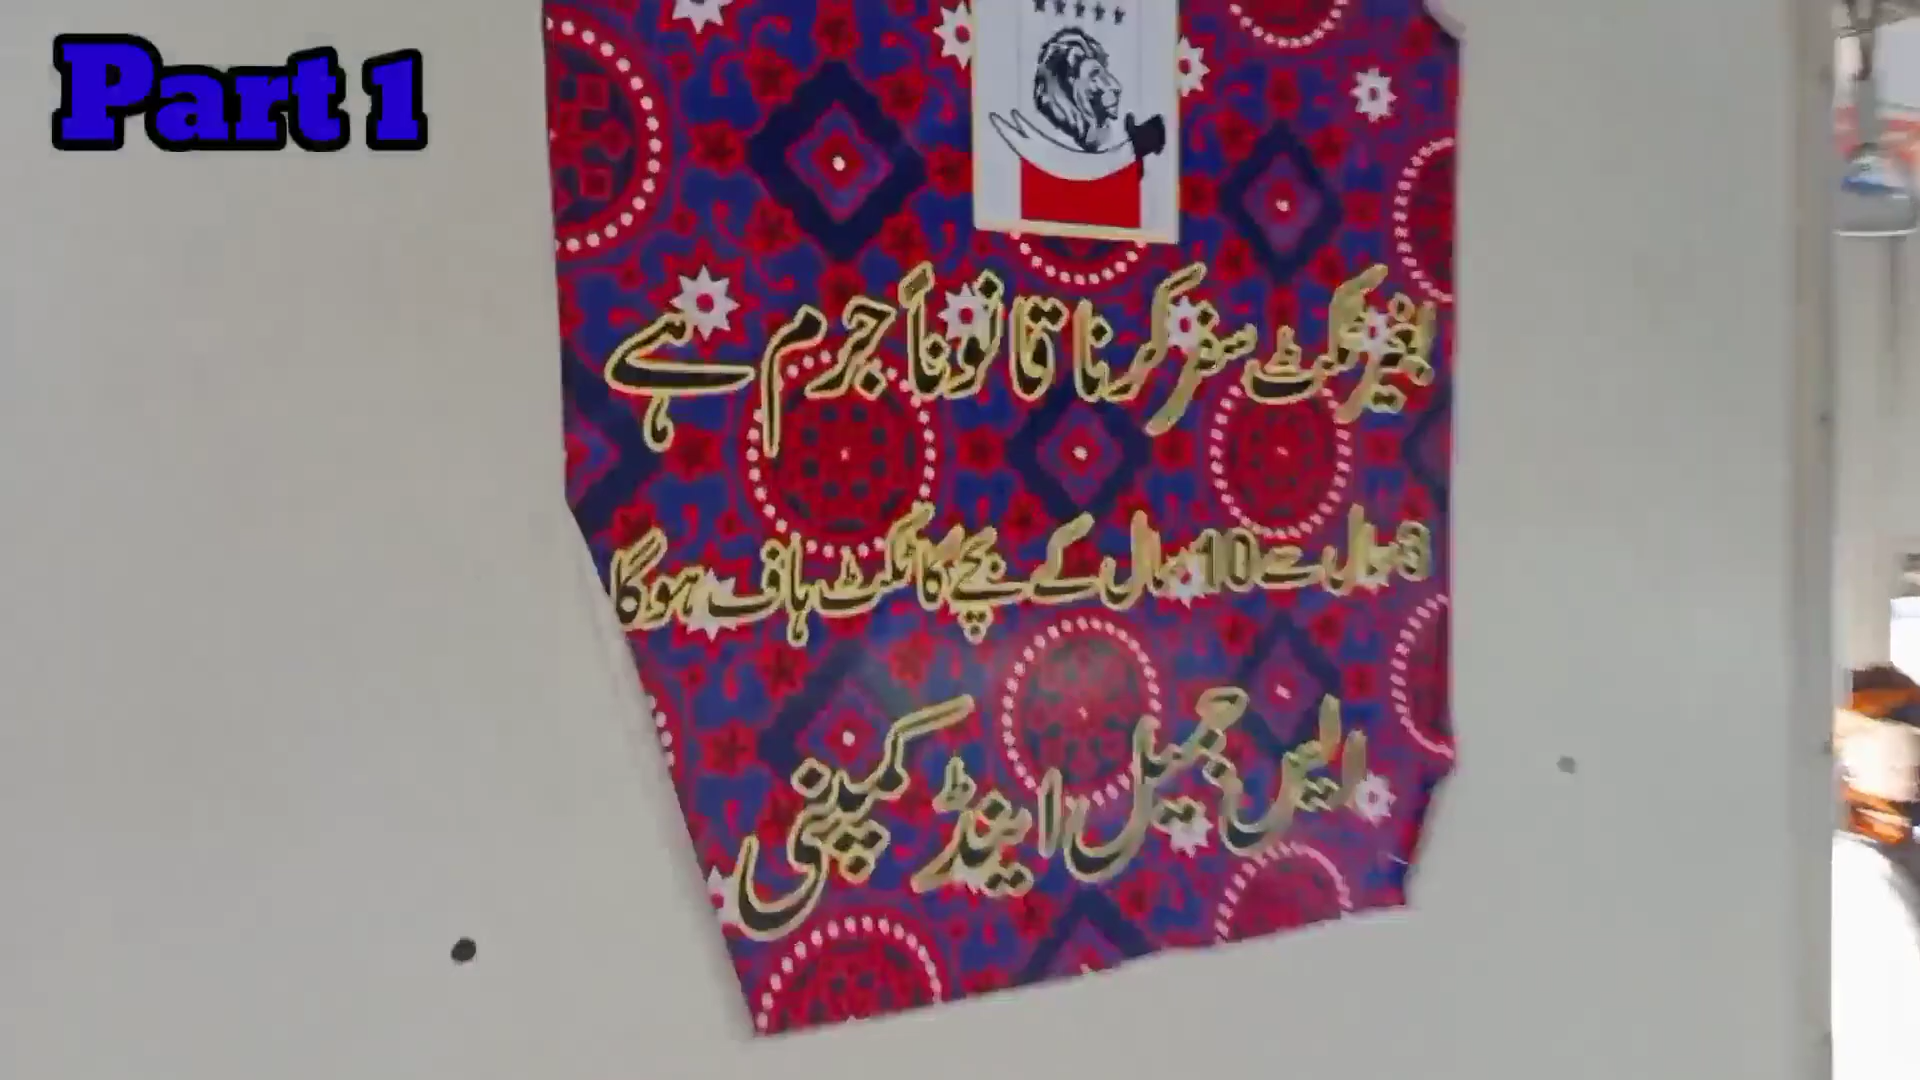 Part 1
بغیر ٹکٹ سفر کرنا قانوناً جرم ہے
3 سال سے 10 سال کے بچے کا ٹکٹ ہاف ہوگا
ایس جمیل اینڈ کمپنی